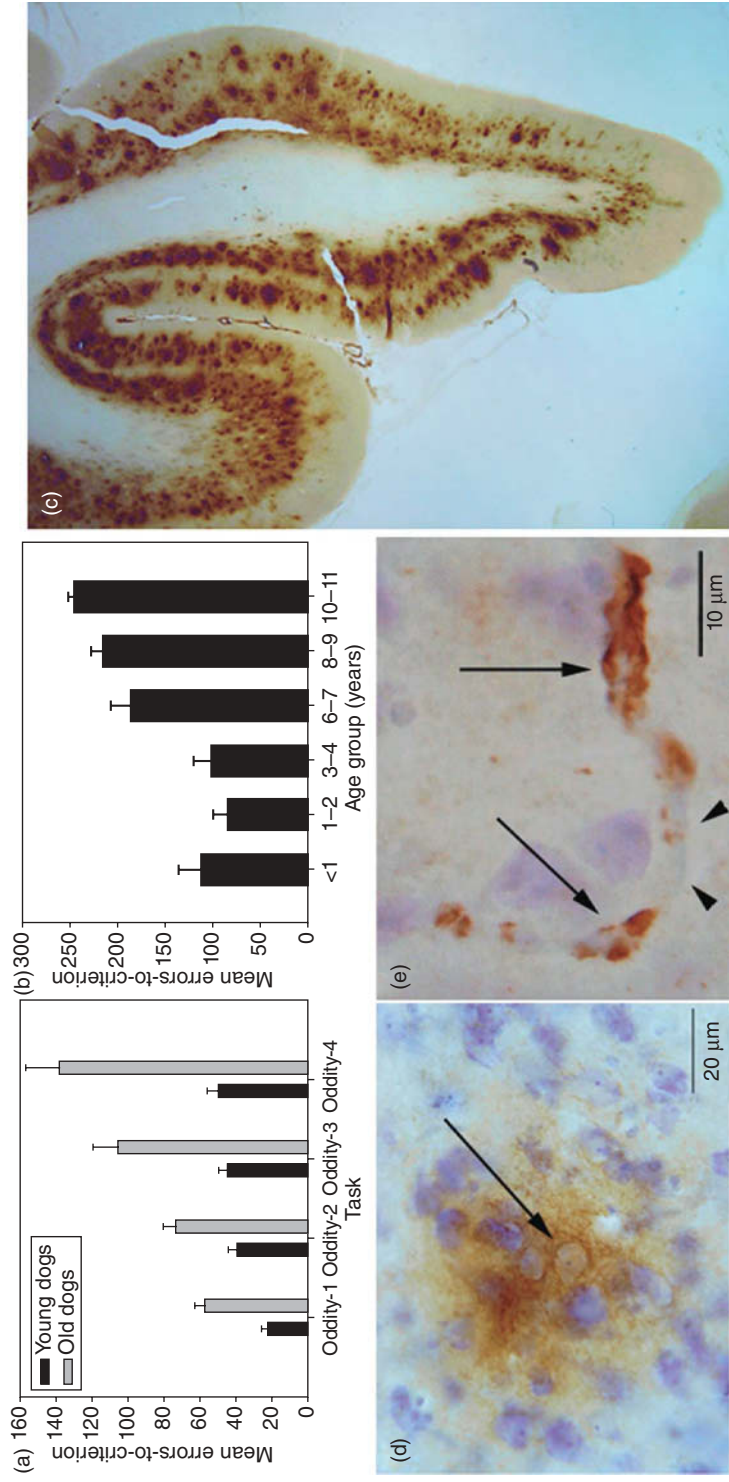 (a)
Mean errors-to-criterion
160
140
120
100
80
60
40
20
0
Young dogs
Old dogs
Oddity-1 Oddity-2 Oddity-3 Oddity-4
Task
(b)
Mean errors-to-criterion
300
250
200
150
100
50
0
<1 1–2 3–4 6–7 8–9 10–11
Age group (years)
(c)
(d)
20 μm
(e)
10 μm